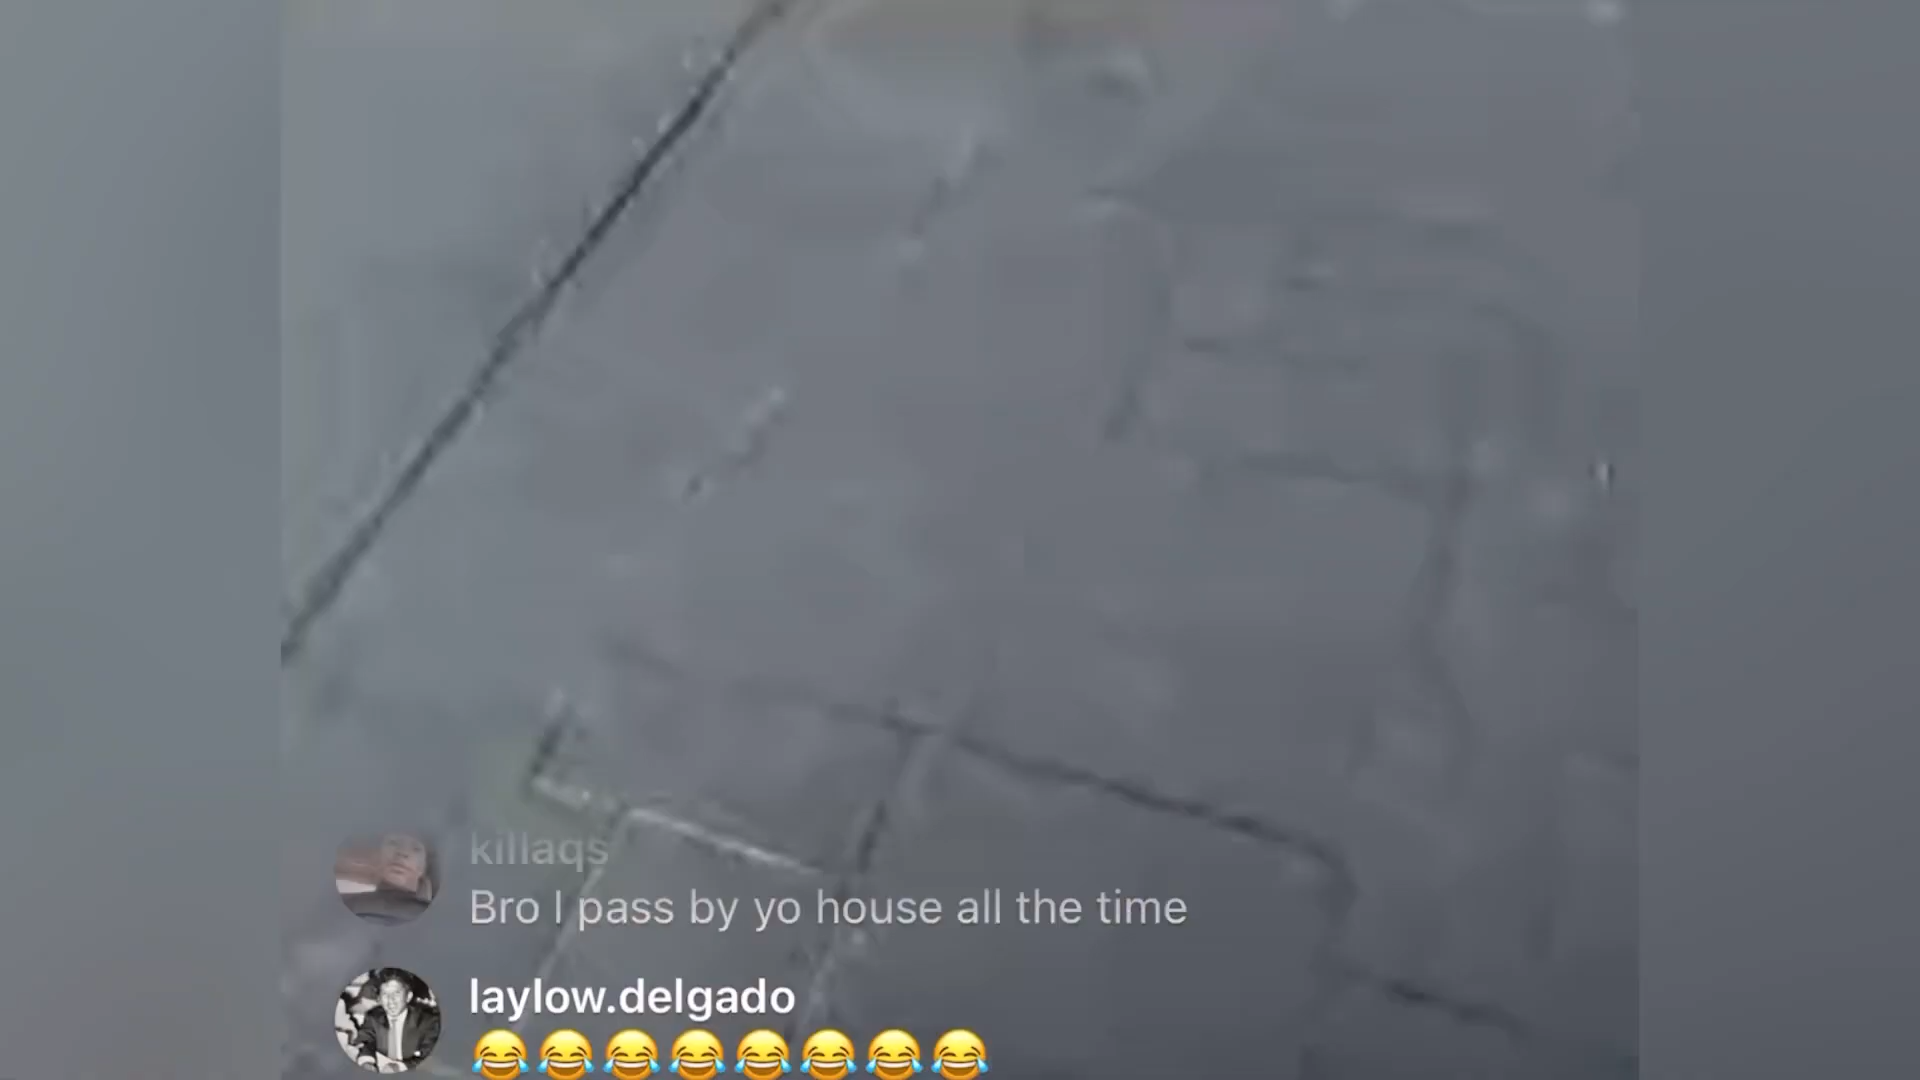 killaqs
Bro I pass by yo house all the time
laylow.delgado
😂😂😂😂😂😂😂😂